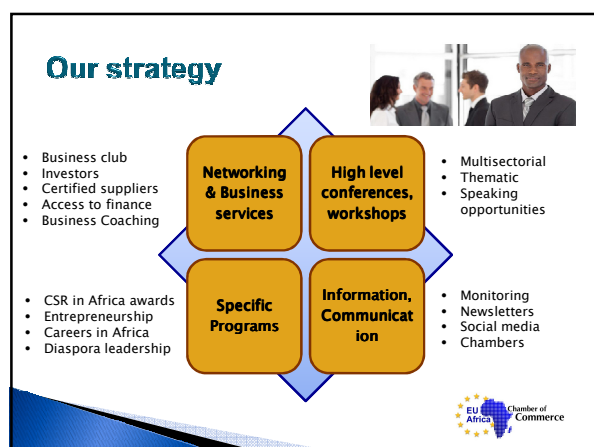 Our strategy
• Business club
• Investors
• Certified suppliers
• Access to finance
• Business Coaching
Networking
& Business
services
High level
conferences,
workshops
• Multisectorial
• Thematic
• Speaking
opportunities
• CSR in Africa awards
• Entrepreneurship
• Careers in Africa
• Diaspora leadership
Specific
Programs
Information,
Communicat
ion
• Monitoring
• Newsletters
• Social media
• Chambers
EU
Africa
Chamber of
Commerce